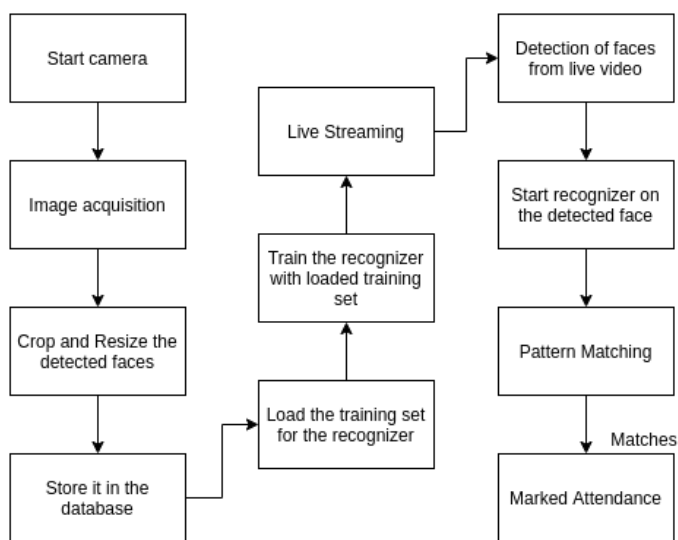 Start camera
Image acquisition
Crop and Resize the
detected faces
Store it in the
database
Load the training set
for the recognizer
Train the recognizer
with loaded training
set
Live Streaming
Detection of faces
from live video
Start recognizer on
the detected face
Pattern Matching
Matches
Marked Attendance